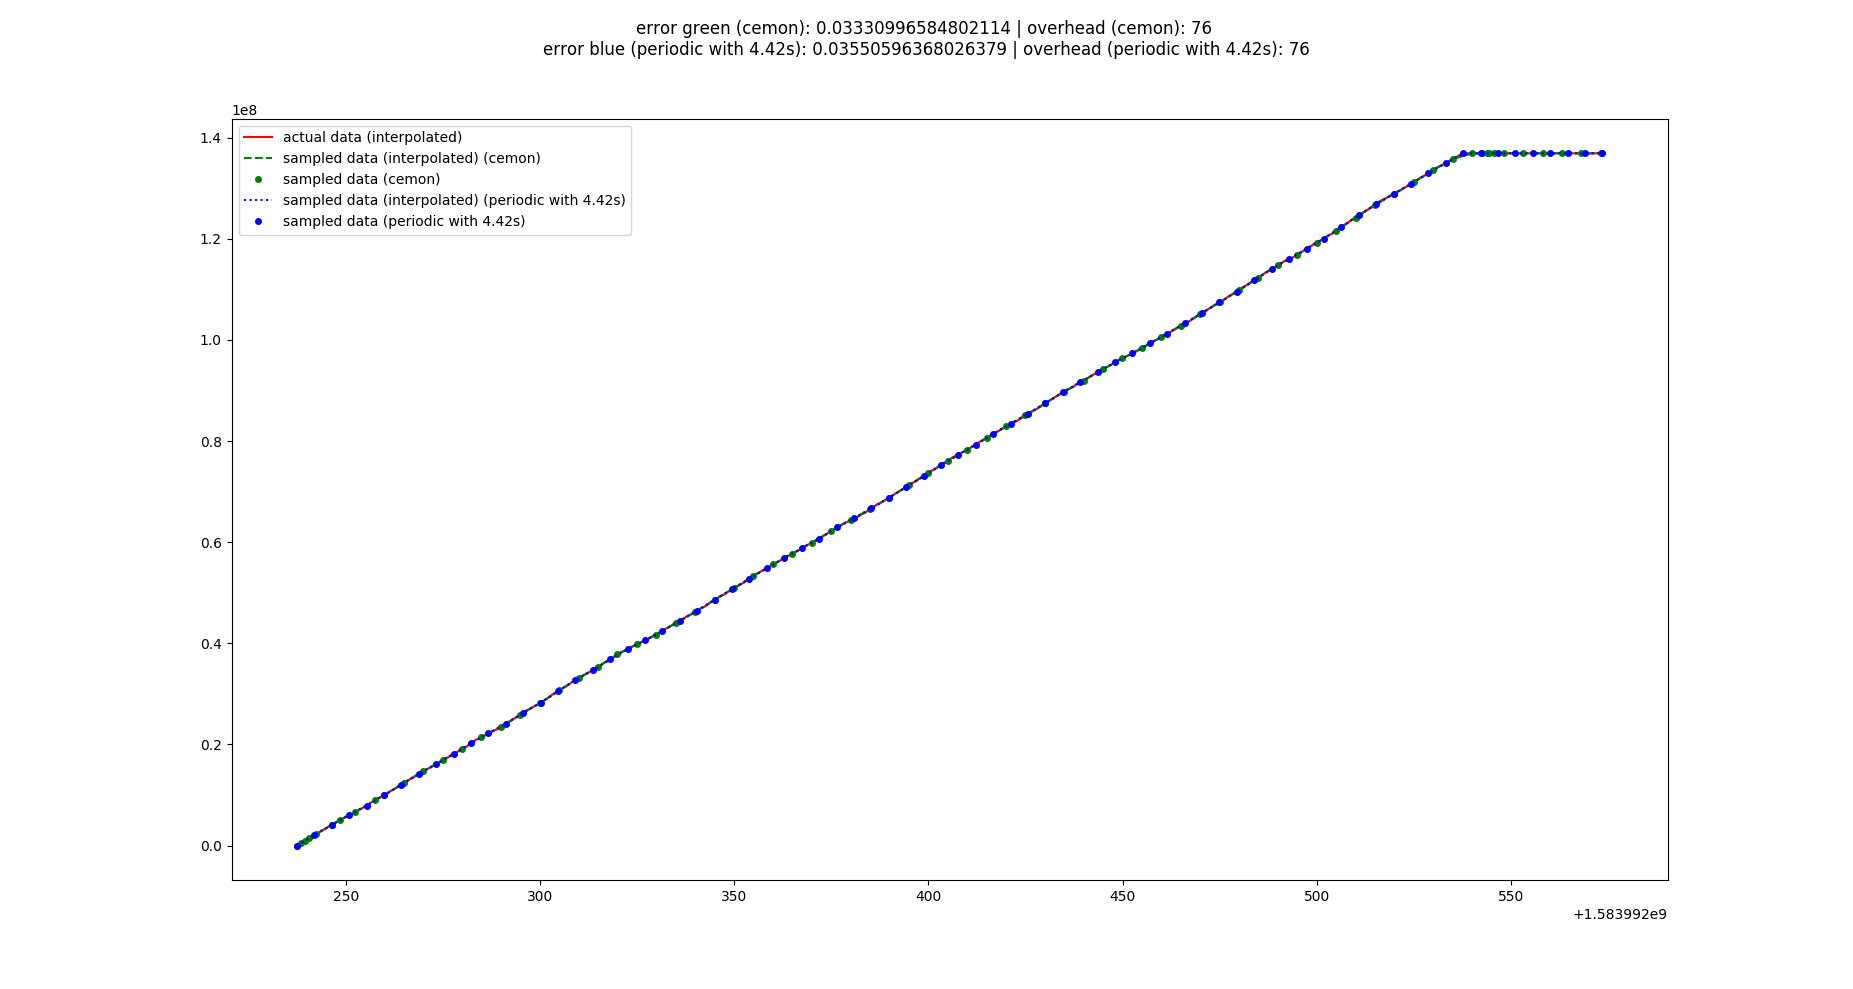 error green (cemon): 0.03330996584802114 | overhead (cemon): 76
error blue (periodic with 4.42s): 0.03550596368026379 | overhead (periodic with 4.42s): 76
1e8
actual data (interpolated)
sampled data (interpolated) (cemon)
sampled data (cemon)
sampled data (interpolated) (periodic with 4.42s)
sampled data (periodic with 4.42s)
1.4
1.2
1.0
0.8
0.6
0.4
0.2
0.0
250 300 350 400 450 500 550
+1.583992e9